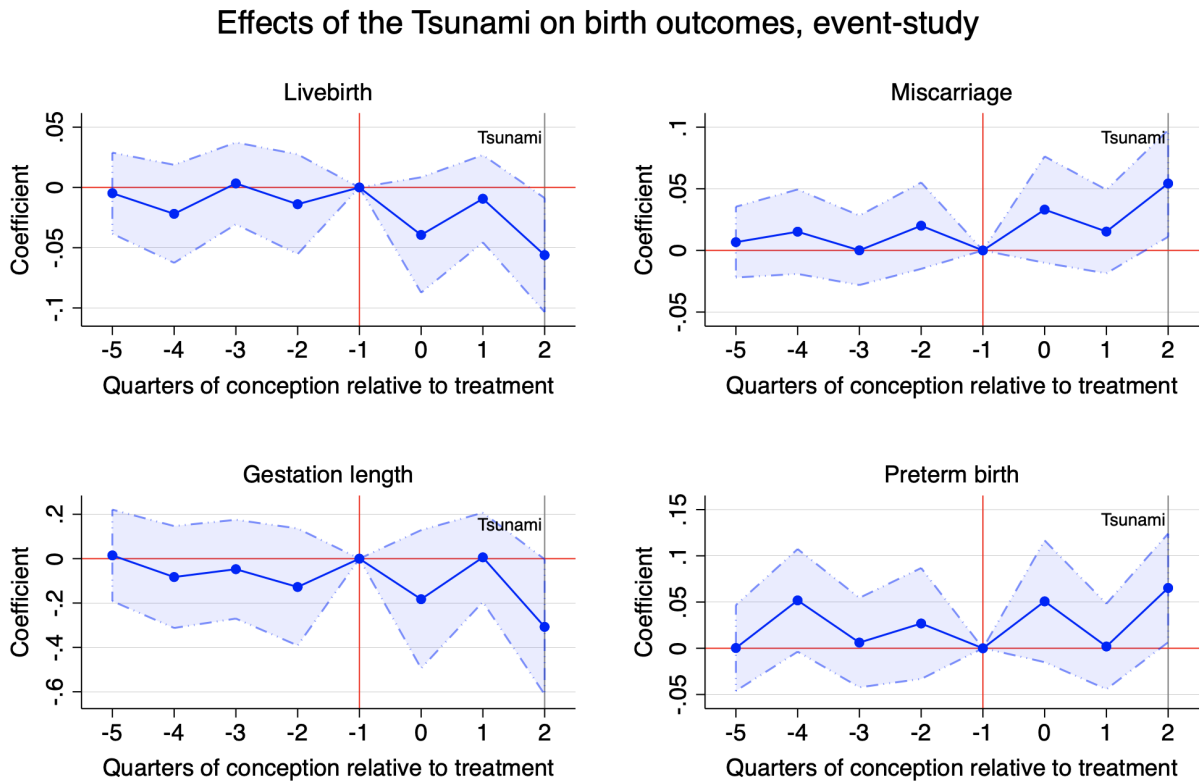 Effects of the Tsunami on birth outcomes, event-study
Livebirth
Coefficient
.05
0
-.05
-.1
Tsunami
-5 -4 -3 -2 -1 0 1 2
Quarters of conception relative to treatment
Miscarriage
Coefficient
.1
.05
0
-.05
Tsunami
-5 -4 -3 -2 -1 0 1 2
Quarters of conception relative to treatment
Gestation length
Coefficient
.2
0
-.2
-.4
-.6
Tsunami
-5 -4 -3 -2 -1 0 1 2
Quarters of conception relative to treatment
Preterm birth
Coefficient
.15
.1
.05
0
-.05
Tsunami
-5 -4 -3 -2 -1 0 1 2
Quarters of conception relative to treatment